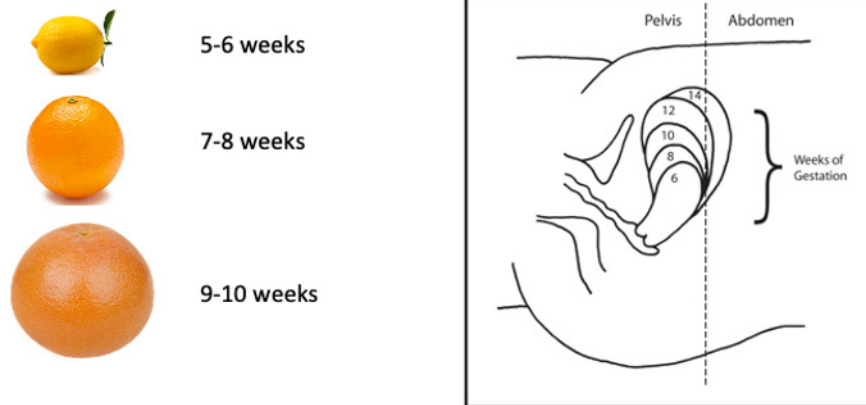 5-6 weeks
7-8 weeks
9-10 weeks
Pelvis
Abdomen
14
12
10
8
6
Weeks of
Gestation